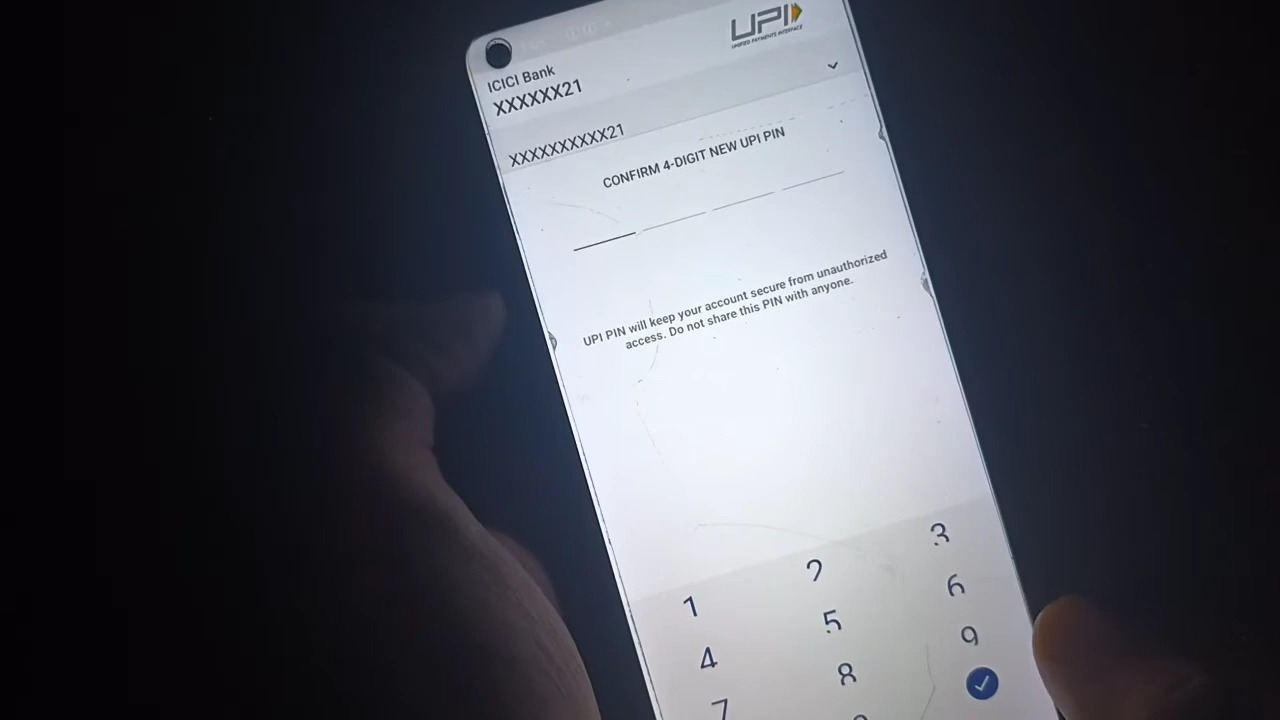 UPI
UNIFIED PAYMENTS INTERFACE
ICICI Bank
XXXXXX21
XXXXXXXXXX21
CONFIRM 4-DIGIT NEW UPI PIN
UPI PIN will keep your account secure from unauthorized
access. Do not share this PIN with anyone.
1 2 3
4 5 6
7 8 9